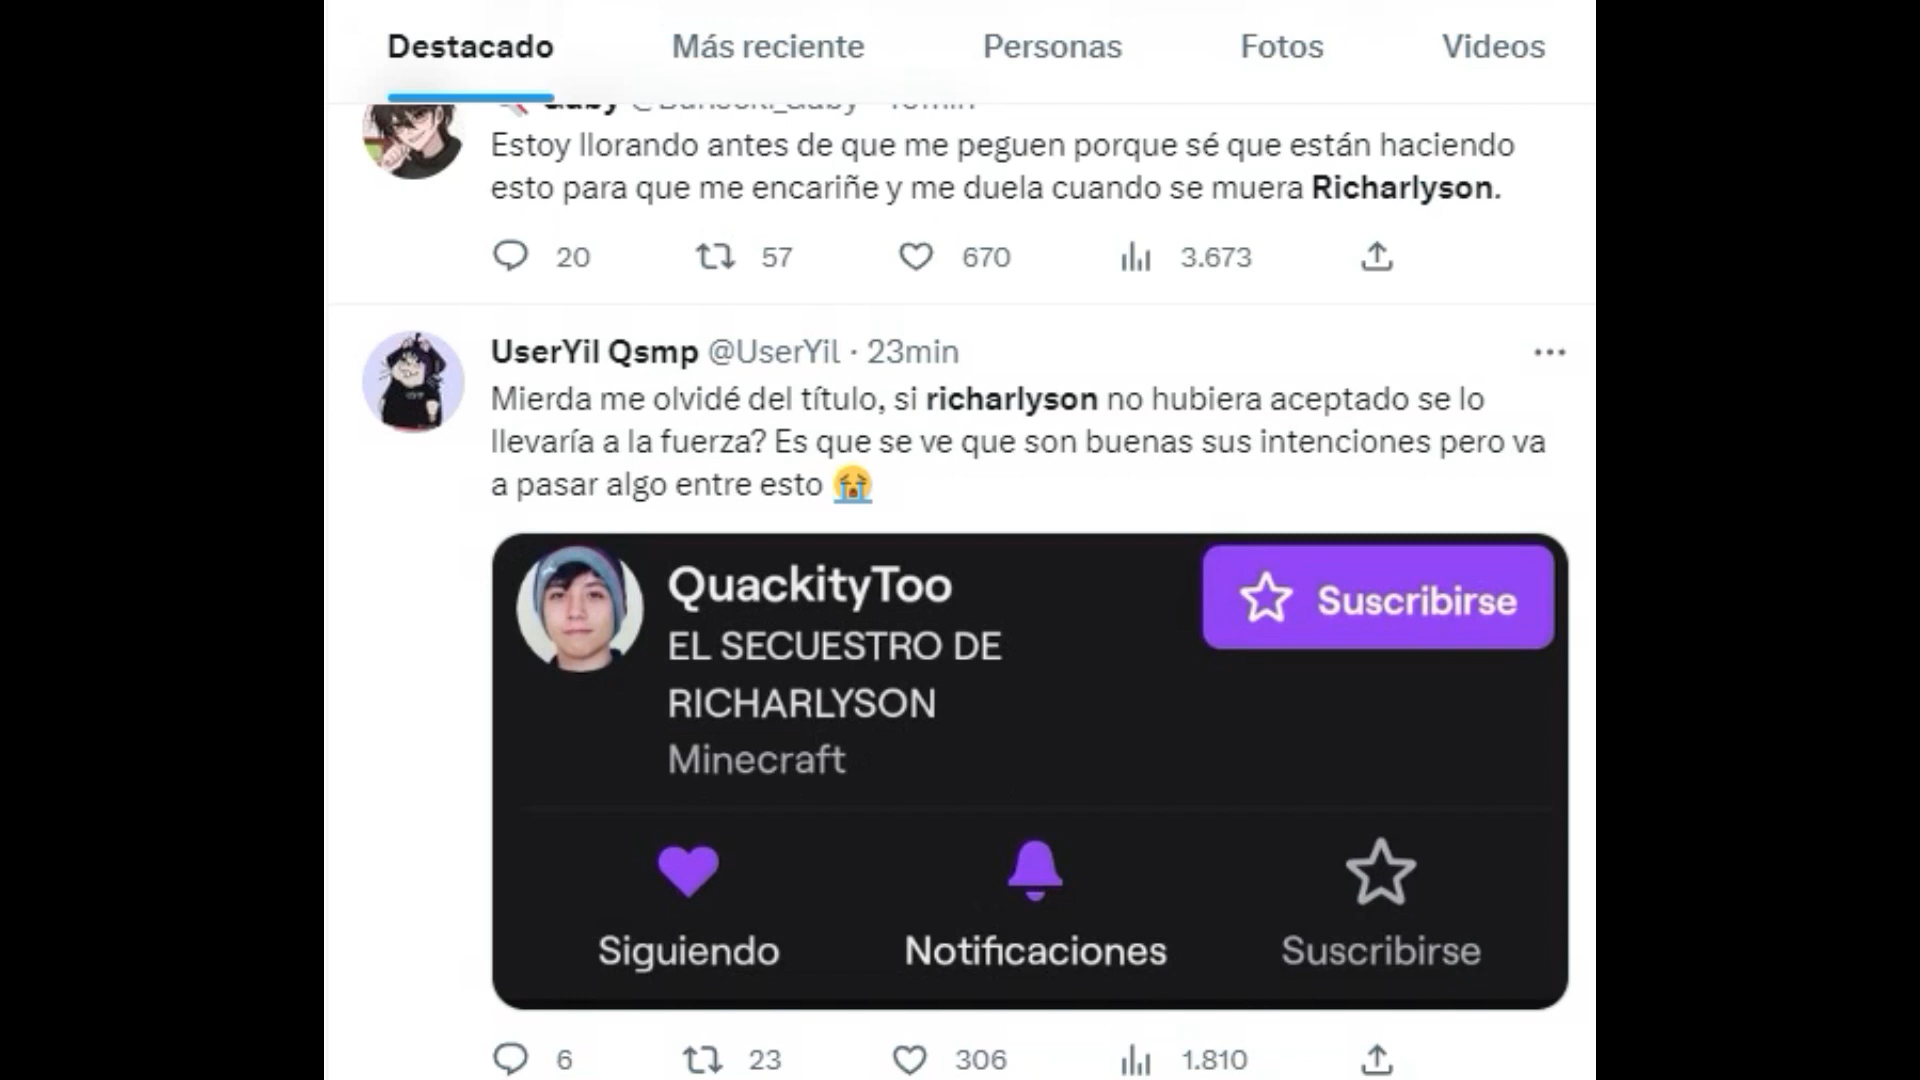 Destacado Más reciente Personas Fotos Videos
Gaby
Estoy llorando antes de que me peguen porque sé que están haciendo
esto para que me encariñe y me duela cuando se muera Richarlyson.
20 57 670 3.673
UserYil Qsmp @UserYil · 23min
Mierda me olvidé del título, si richarlyson no hubiera aceptado se lo
llevaría a la fuerza? Es que se ve que son buenas sus intenciones pero va
a pasar algo entre esto 😭
QuackityToo
Suscribirse
EL SECUESTRO DE
RICHARLYSON
Minecraft
Siguiendo Notificaciones Suscribirse
6 23 306 1.810